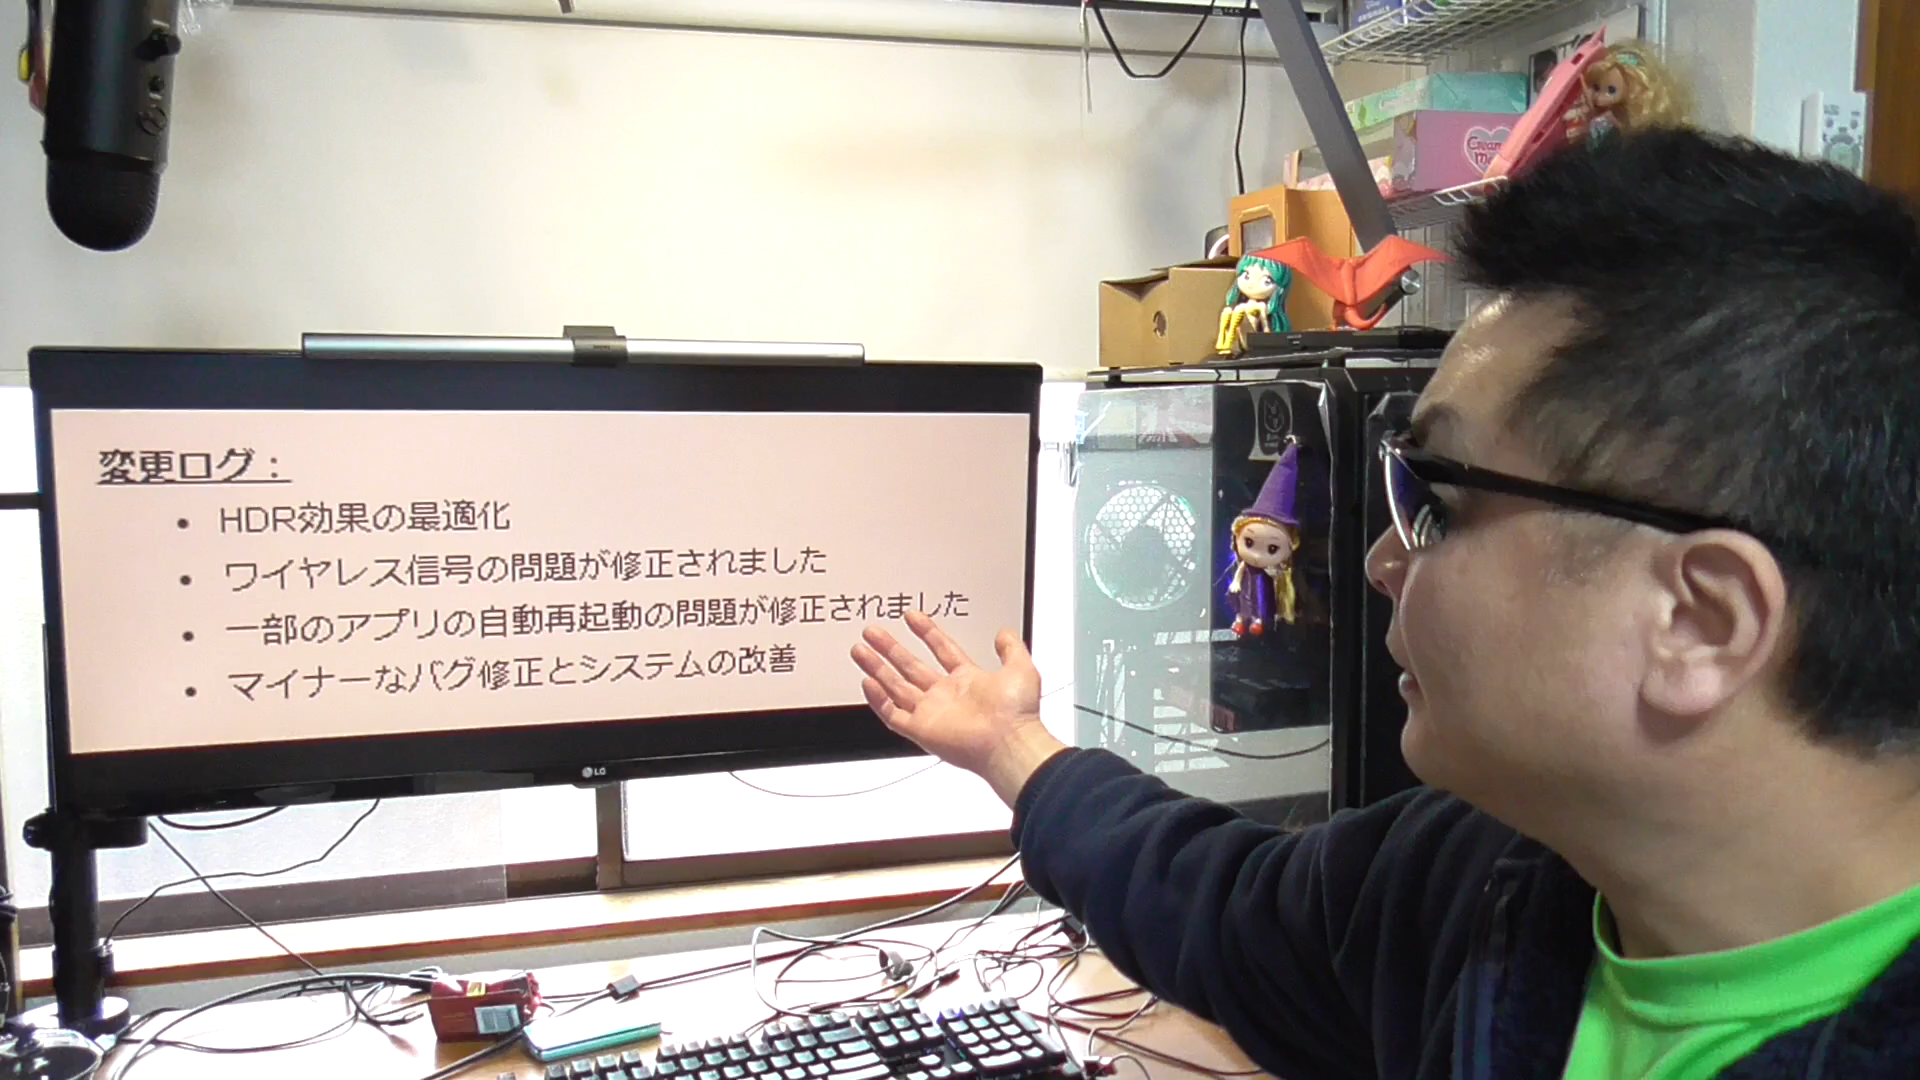 変更ログ：
• HDR効果の最適化
• ワイヤレス信号の問題が修正されました
• 一部のアプリの自動再起動の問題が修正されました
• マイナーなバグ修正とシステムの改善
LG
Creamy